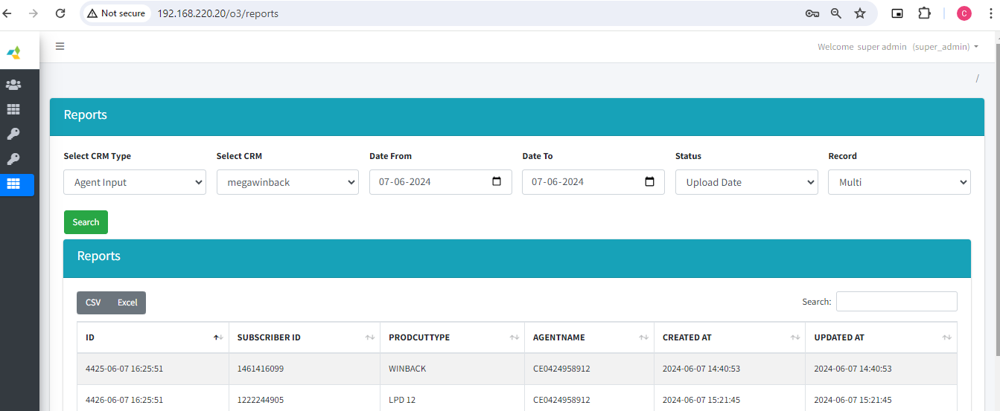 Not secure 192.168.220.20/o3/reports C
Welcome super admin (super_admin)
/
Reports
Select CRM Type Select CRM Date From Date To Status Record
Agent Input megawinback 07-06-2024 07-06-2024 Upload Date Multi
Search
Reports
CSV Excel Search:
ID SUBSCRIBER ID PRODCUTTYPE AGENTNAME CREATED AT UPDATED AT
4425-06-07 16:25:51 1461416099 WINBACK CE0424958912 2024-06-07 14:40:53 2024-06-07 14:40:53
4426-06-07 16:25:51 1222244905 LPD 12 CE0424958912 2024-06-07 15:21:45 2024-06-07 15:21:45